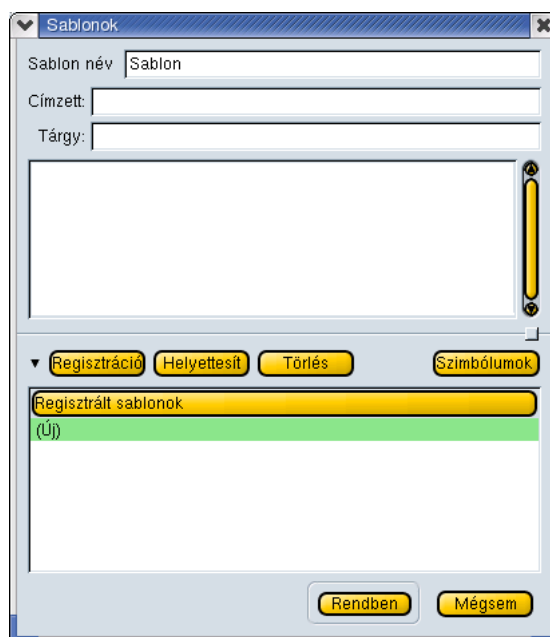 Sablonok
Sablon név Sablon
Címzett:
Tárgy:
Regisztráció Helyettesít Törlés Szimbólumok
Regisztrált sablonok
(Új)
Rendben Mégsem